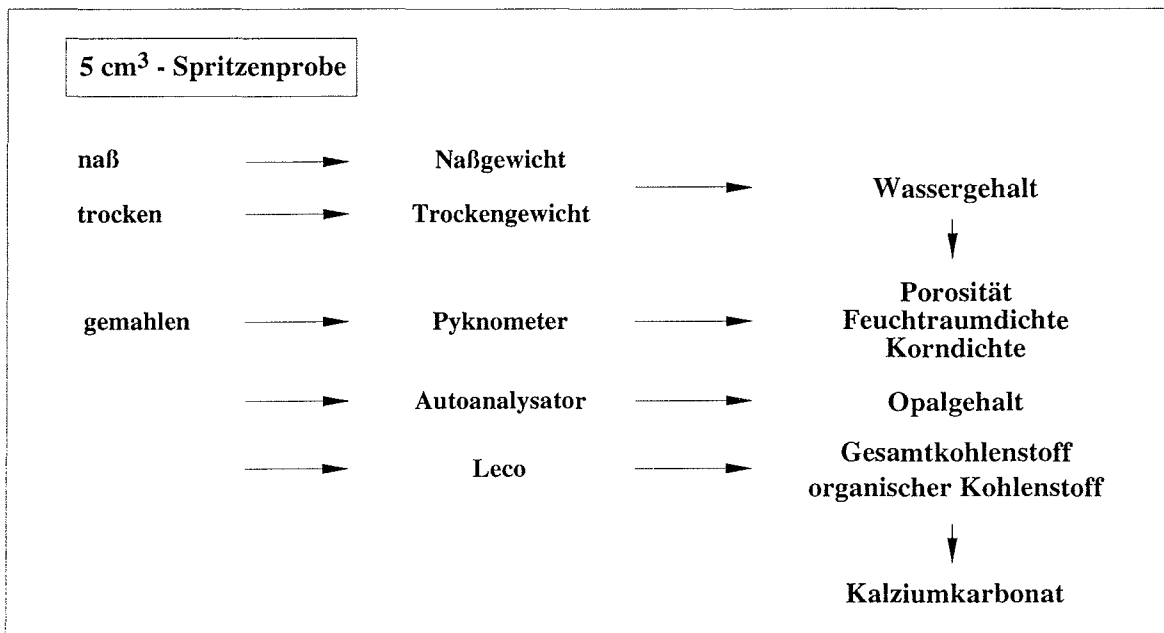 5 cm³ - Spritzenprobe
naß Naßgewicht
Wassergehalt
trocken Trockengewicht
Porosität
gemahlen Pyknometer Feuchtraumdichte
Korndichte
Autoanalysator Opalgehalt
Gesamtkohlenstoff
Leco
organischer Kohlenstoff
Kalziumkarbonat